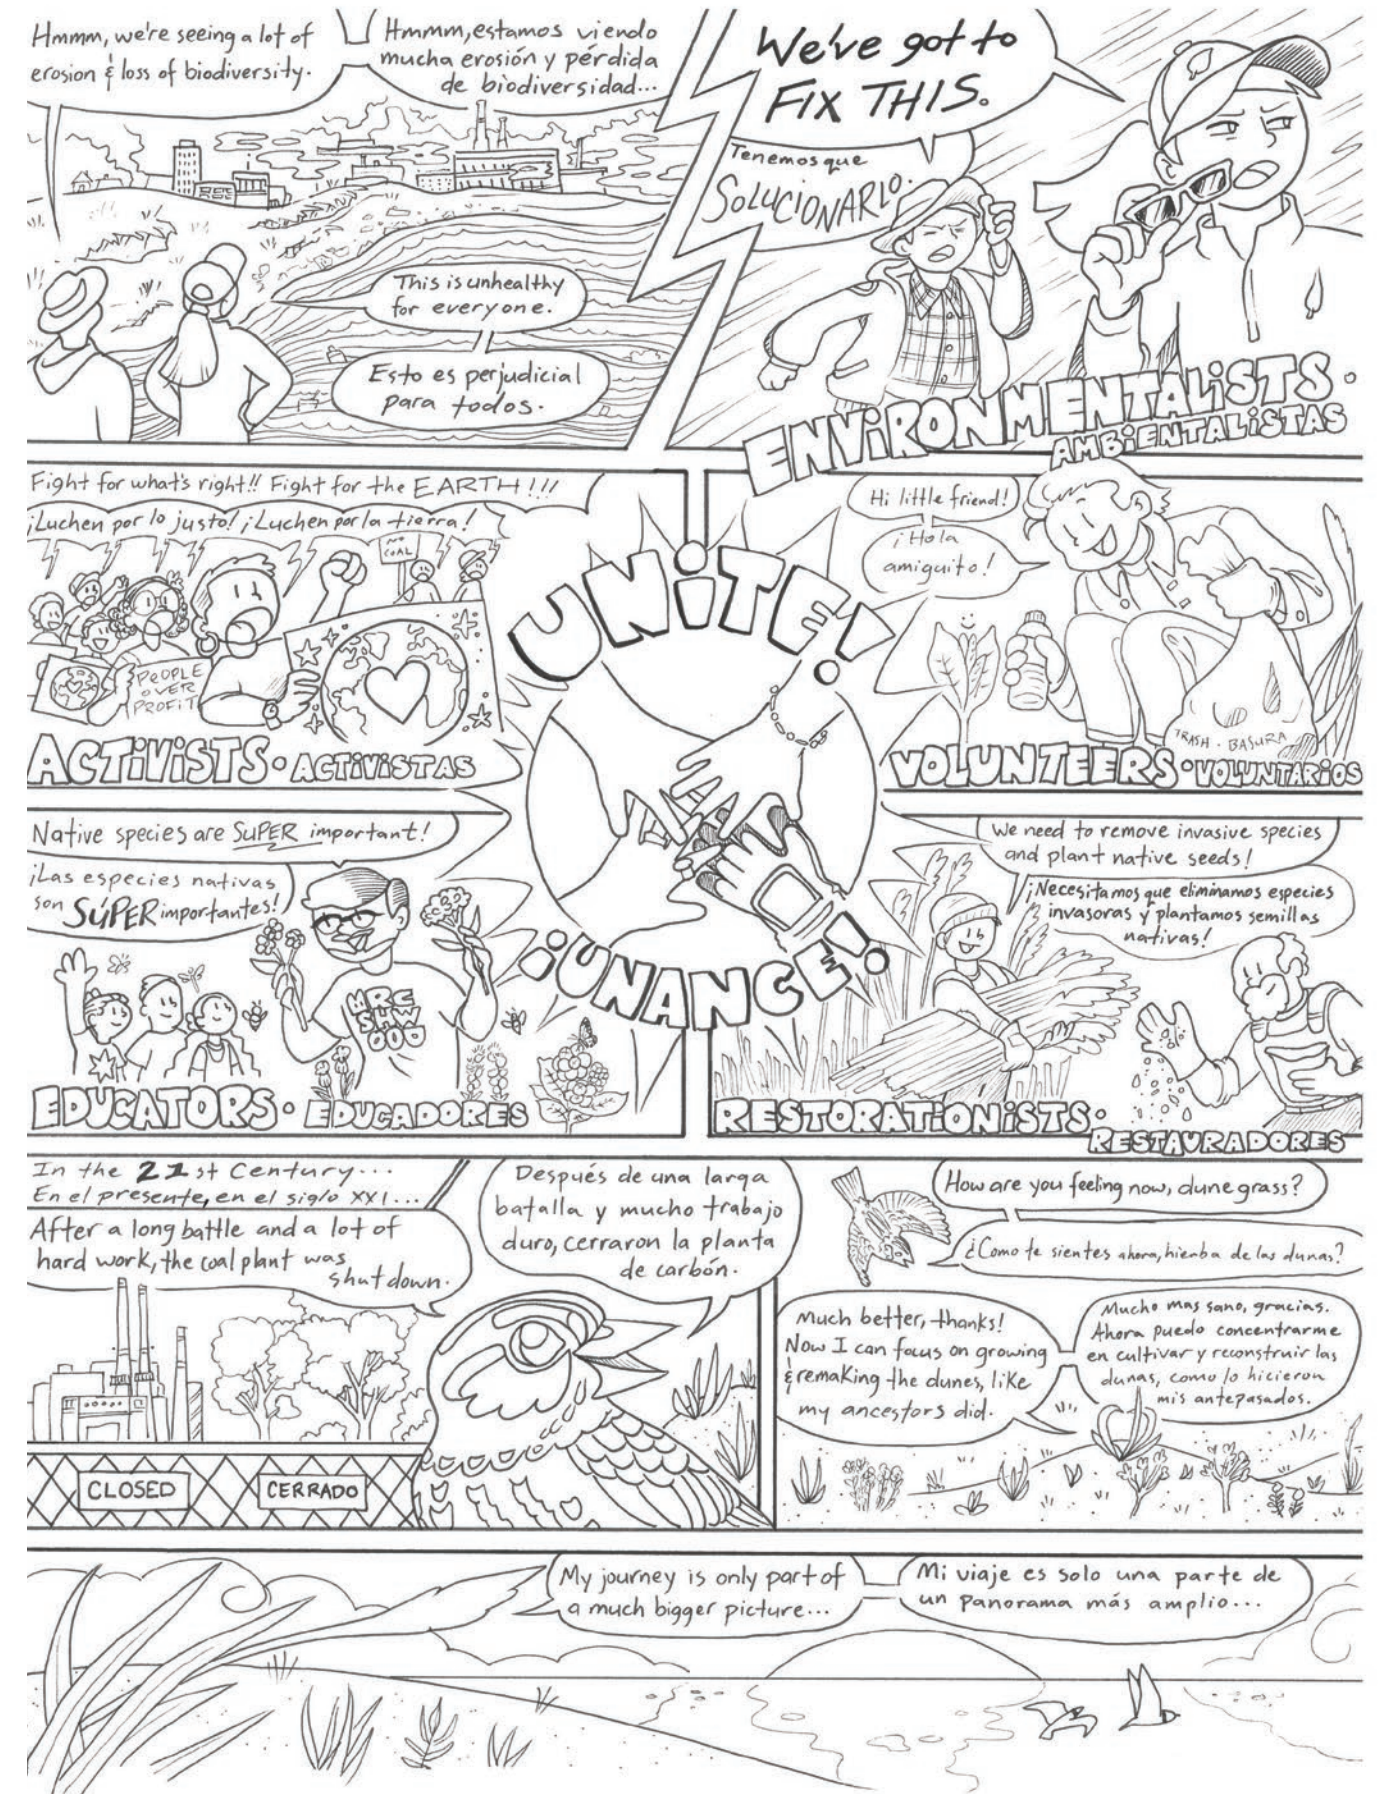 Hmmm, we're seeing a lot of
erosion & loss of biodiversity.
Hmmm, estamos viendo
mucha erosión y pérdida
de biodiversidad...
This is unhealthy
for everyone.
Esto es perjudicial
para todos.
We've got to
FIX THIS.
Tenemos que
SOLUCIONARLO.
ENVIRONMENTALISTS •
AMBIENTALISTAS
Fight for what's right!! Fight for the EARTH!!!
¡Luchen por lo justo! ¡Luchen por la tierra!
NO
COAL
PEOPLE
OVER
PROFIT
ACTIVISTS • ACTIVISTAS
UNITE!
¡UNANCE!
Hi little friend!
¡Hola
amiguito!
TRASH · BASURA
VOLUNTEERS • VOLUNTARIOS
Native species are SUPER important!
¡Las especies nativas
son SÚPER importantes!
MRC
SHW
OOD
EDUCATORS • EDUCADORES
We need to remove invasive species
and plant native seeds!
¡Necesitamos que eliminamos especies
invasoras y plantamos semillas
nativas!
RESTORATIONISTS •
RESTAURADORES
In the 21st Century...
En el presente, en el siglo XXI...
After a long battle and a lot of
hard work, the coal plant was
shut down.
Después de una larga
batalla y mucho trabajo
duro, cerraron la planta
de carbón.
CLOSED
CERRADO
How are you feeling now, dune grass?
¿Como te sientes ahora, hierba de las dunas?
Much better, thanks!
Now I can focus on growing
& remaking the dunes, like
my ancestors did.
Mucho mas sano, gracias.
Ahora puedo concentrarme
en cultivar y reconstruir las
dunas, como lo hicieron
mis antepasados.
My journey is only part of
a much bigger picture...
Mi viaje es solo una parte de
un panorama más amplio...